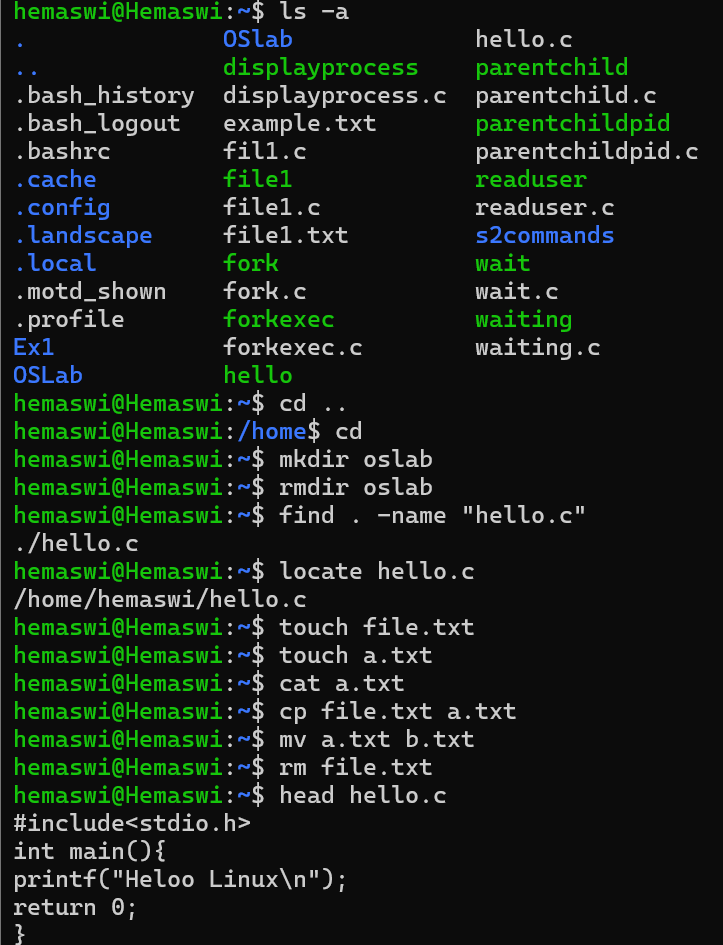 hemaswi@Hemaswi:~$ ls -a
.              OSlab             hello.c
..             displayprocess    parentchild
.bash_history  displayprocess.c  parentchild.c
.bash_logout   example.txt       parentchildpid
.bashrc        fil1.c            parentchildpid.c
.cache         file1             readuser
.config        file1.c           readuser.c
.landscape     file1.txt         s2commands
.local         fork              wait
.motd_shown    fork.c            wait.c
.profile       forkexec          waiting
Ex1            forkexec.c        waiting.c
OSLab          hello
hemaswi@Hemaswi:~$ cd ..
hemaswi@Hemaswi:/home$ cd
hemaswi@Hemaswi:~$ mkdir oslab
hemaswi@Hemaswi:~$ rmdir oslab
hemaswi@Hemaswi:~$ find . -name "hello.c"
./hello.c
hemaswi@Hemaswi:~$ locate hello.c
/home/hemaswi/hello.c
hemaswi@Hemaswi:~$ touch file.txt
hemaswi@Hemaswi:~$ touch a.txt
hemaswi@Hemaswi:~$ cat a.txt
hemaswi@Hemaswi:~$ cp file.txt a.txt
hemaswi@Hemaswi:~$ mv a.txt b.txt
hemaswi@Hemaswi:~$ rm file.txt
hemaswi@Hemaswi:~$ head hello.c
#include<stdio.h>
int main(){
printf("Heloo Linux\n");
return 0;
}